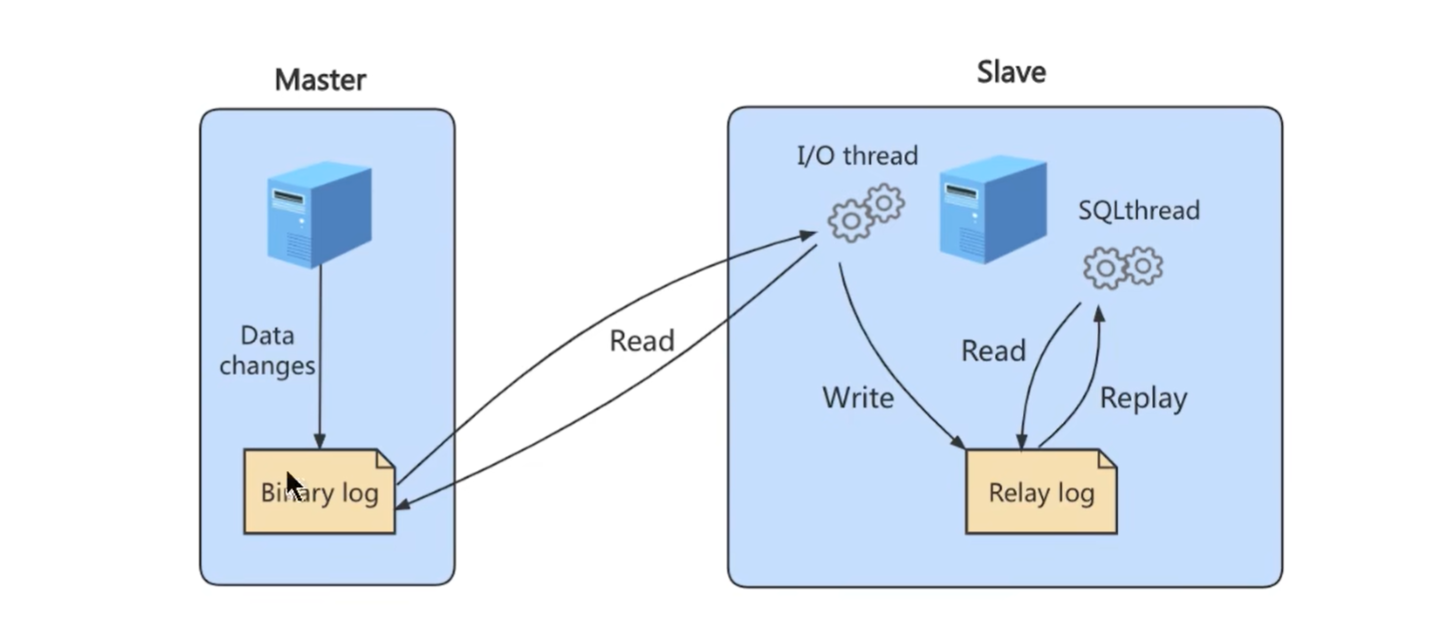 Master
Slave
I/O thread
SQLthread
Data
changes
Read
Read
Write
Replay
Binary log
Relay log